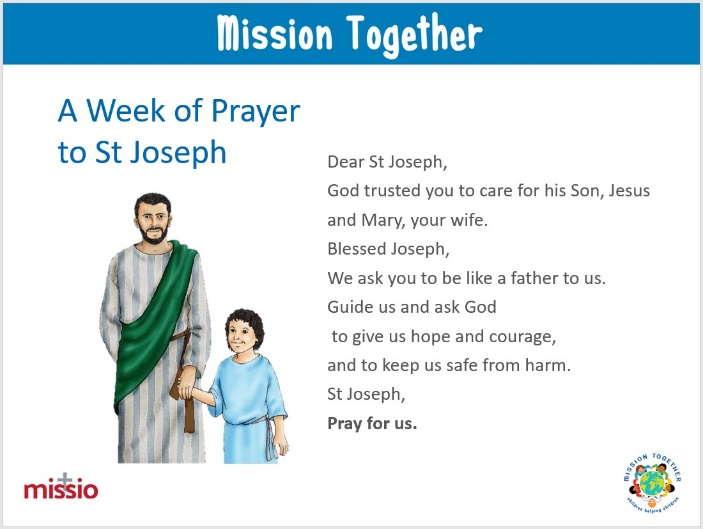 Mission Together
A Week of Prayer
to St Joseph
Dear St Joseph,
God trusted you to care for his Son, Jesus
and Mary, your wife.
Blessed Joseph,
We ask you to be like a father to us.
Guide us and ask God
to give us hope and courage,
and to keep us safe from harm.
St Joseph,
Pray for us.
missio
MISSION TOGETHER
children helping children